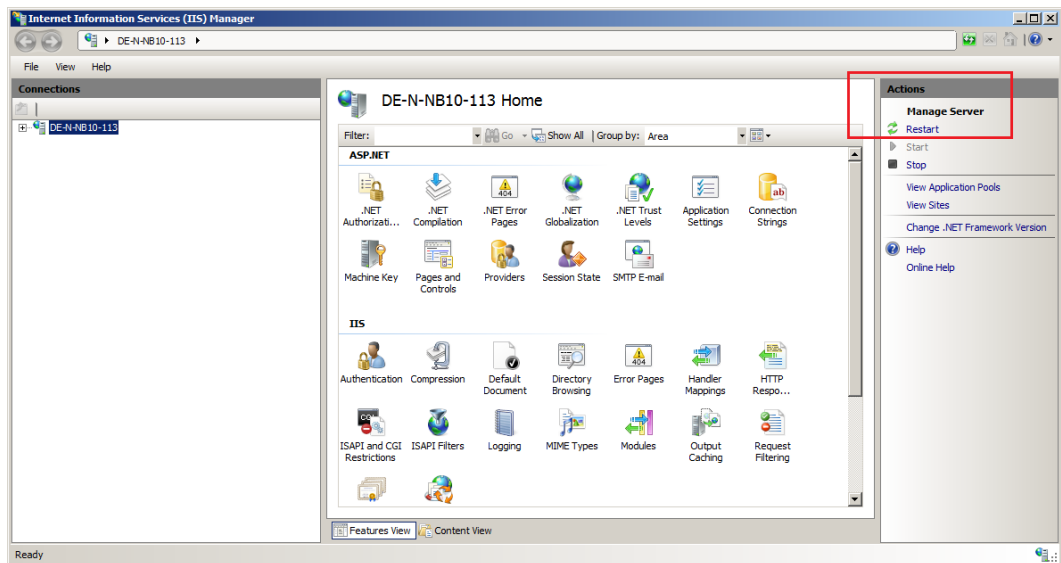 Internet Information Services (IIS) Manager
DE-N-NB10-113
File View Help
Connections
DE-N-NB10-113
DE-N-NB10-113 Home
Filter: Go Show All Group by: Area
ASP.NET
.NET Authorizati...
.NET Compilation
404
.NET Error Pages
.NET Globalization
.NET Trust Levels
Application Settings
ab
Connection Strings
Machine Key
Pages and Controls
Providers
Session State
SMTP E-mail
IIS
Authentication
Compression
Default Document
Directory Browsing
404
Error Pages
Handler Mappings
HTTP Respo...
ISAPI and CGI Restrictions
ISAPI Filters
Logging
MIME Types
Modules
Output Caching
Request Filtering
Features View Content View
Actions
Manage Server
Restart
Start
Stop
View Application Pools
View Sites
Change .NET Framework Version
Help
Online Help
Ready